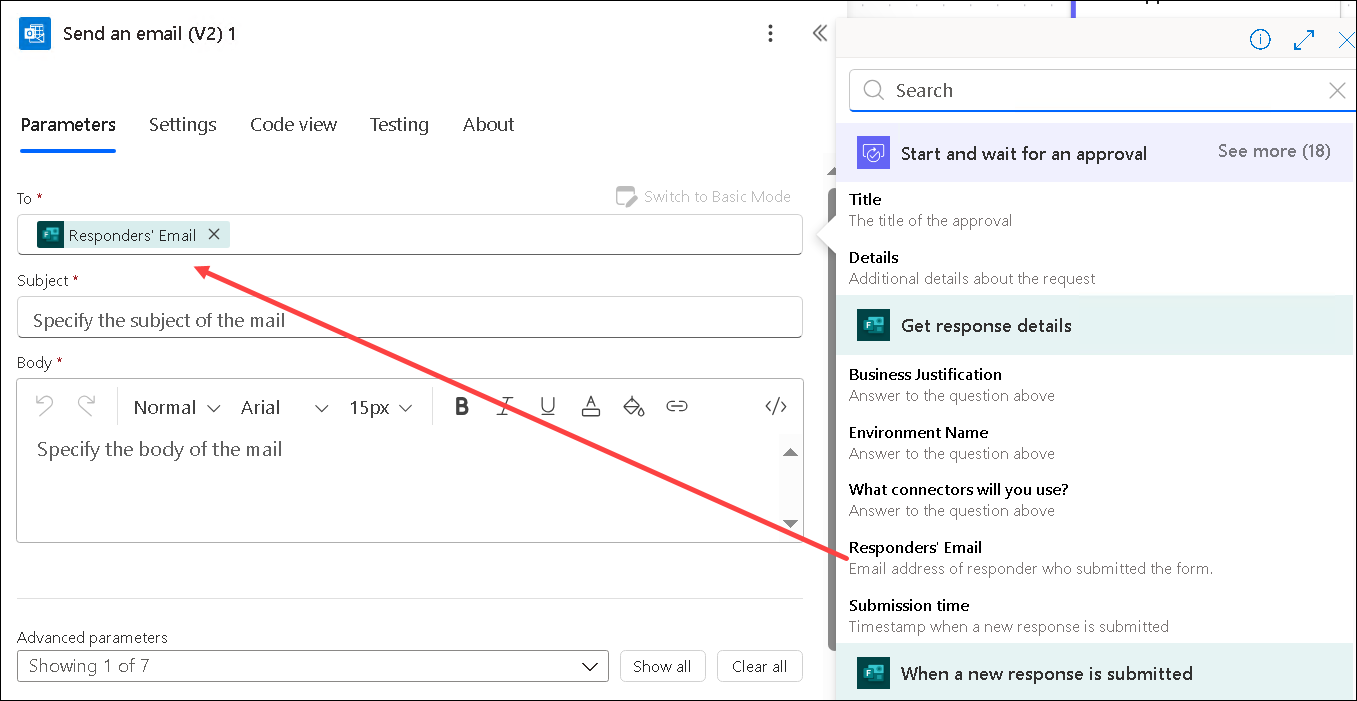 Send an email (V2) 1
Parameters
Settings
Code view
Testing
About
To *
Switch to Basic Mode
Responders' Email
Subject *
Specify the subject of the mail
Body *
Normal
Arial
15px
B
I
U
A
</>
Specify the body of the mail
Advanced parameters
Showing 1 of 7
Show all
Clear all
Search
Start and wait for an approval
See more (18)
Title
The title of the approval
Details
Additional details about the request
Get response details
Business Justification
Answer to the question above
Environment Name
Answer to the question above
What connectors will you use?
Answer to the question above
Responders' Email
Email address of responder who submitted the form.
Submission time
Timestamp when a new response is submitted
When a new response is submitted